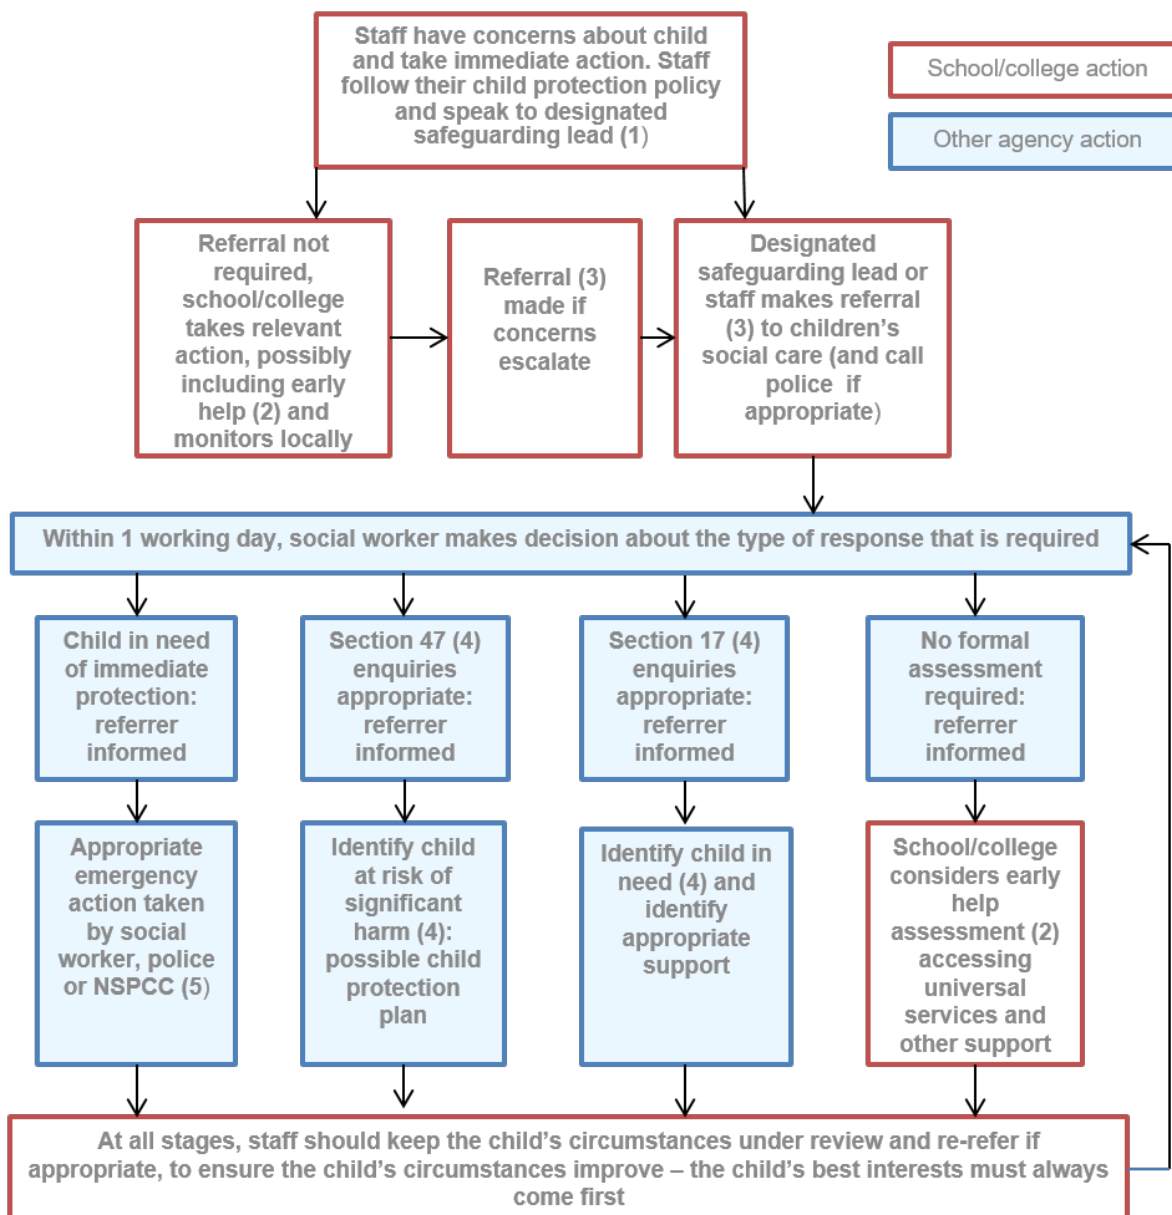 Staff have concerns about child
and take immediate action. Staff
follow their child protection policy
and speak to designated
safeguarding lead (1)
School/college action
Other agency action
Referral not
required,
school/college
takes relevant
action, possibly
including early
help (2) and
monitors locally
Referral (3)
made if
concerns
escalate
Designated
safeguarding lead or
staff makes referral
(3) to children’s
social care (and call
police if
appropriate)
Within 1 working day, social worker makes decision about the type of response that is required
Child in need
of immediate
protection:
referrer
informed
Section 47 (4)
enquiries
appropriate:
referrer
informed
Section 17 (4)
enquiries
appropriate:
referrer
informed
No formal
assessment
required:
referrer
informed
Appropriate
emergency
action taken
by social
worker, police
or NSPCC (5)
Identify child
at risk of
significant
harm (4):
possible child
protection
plan
Identify child in
need (4) and
identify
appropriate
support
School/college
considers early
help
assessment (2)
accessing
universal
services and
other support
At all stages, staff should keep the child’s circumstances under review and re-refer if
appropriate, to ensure the child’s circumstances improve – the child’s best interests must always
come first